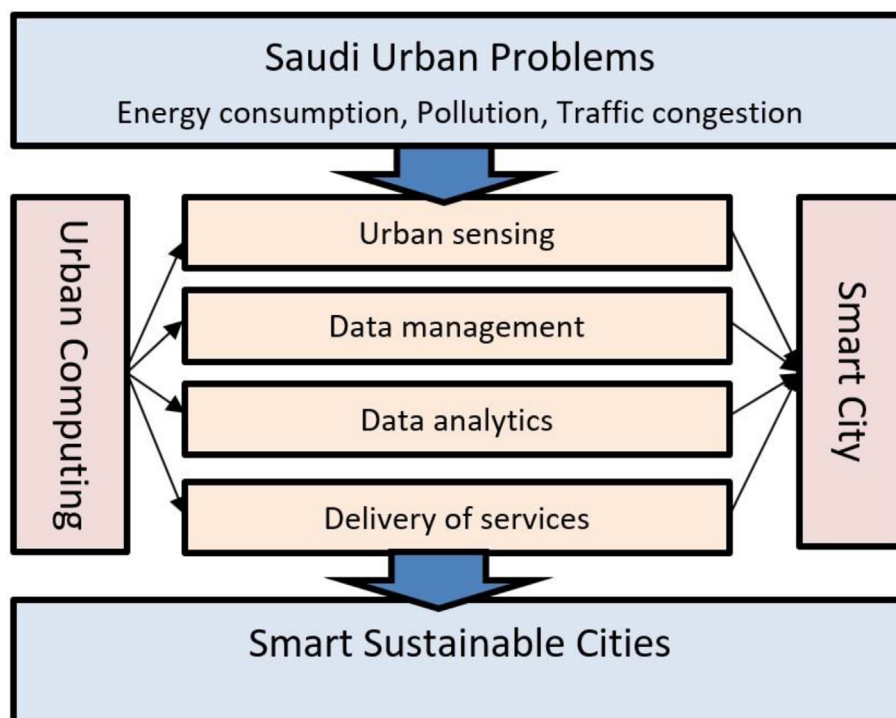 Saudi Urban Problems
Energy consumption, Pollution, Traffic congestion
Urban Computing
Urban sensing
Data management
Data analytics
Delivery of services
Smart City
Smart Sustainable Cities